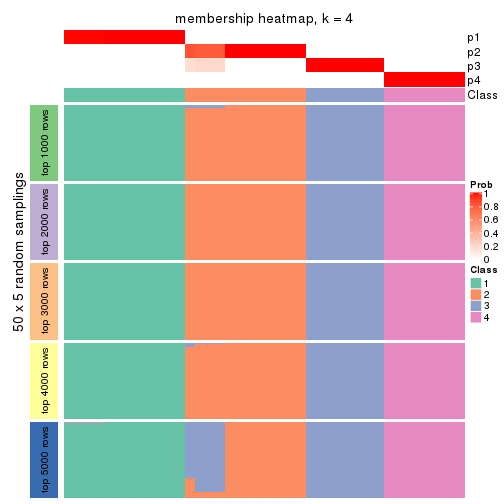 membership heatmap, k = 4
p1
p2
p3
p4
Class
50 x 5 random samplings
top 1000 rows
top 2000 rows
top 3000 rows
top 4000 rows
top 5000 rows
Prob
1
0.8
0.6
0.4
0.2
0
Class
1
2
3
4